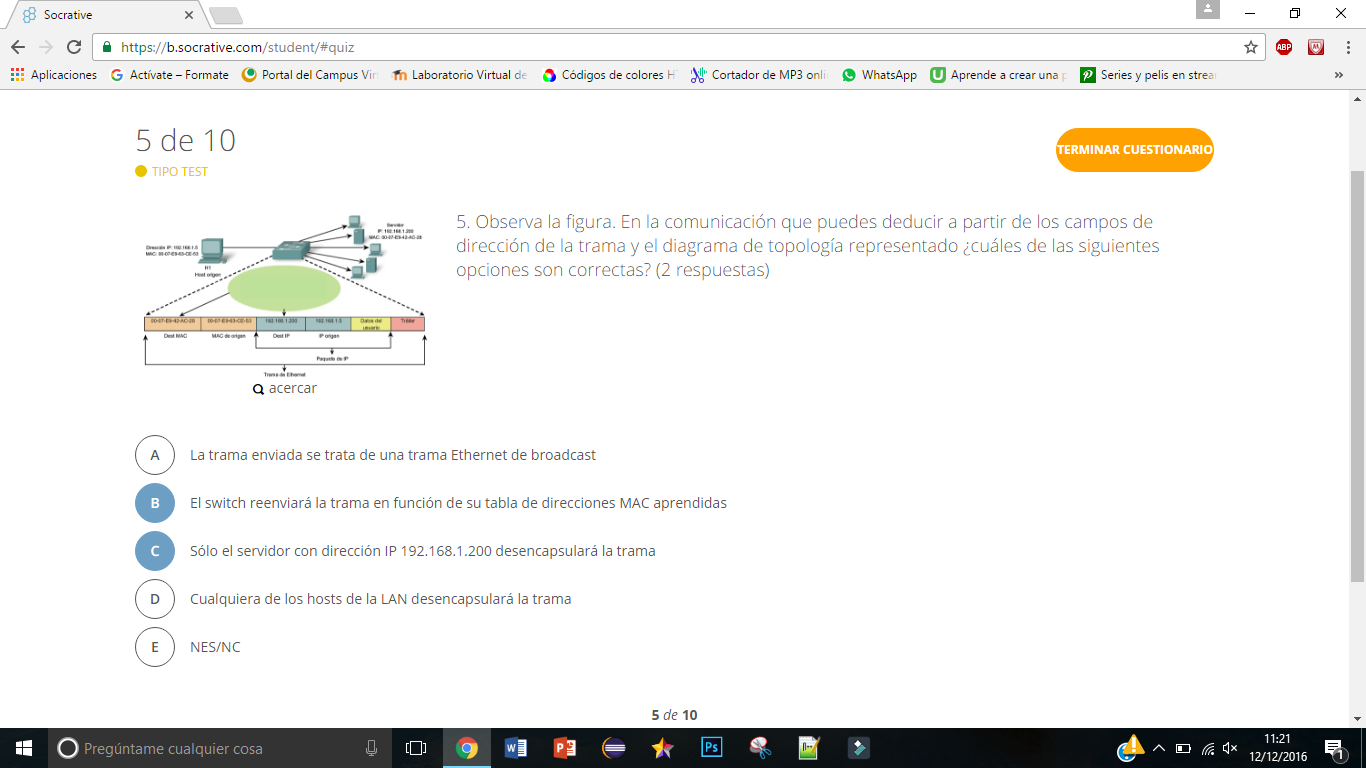 Socrative
https://b.socrative.com/student/#quiz
Aplicaciones
Actívate – Formate
Portal del Campus Vir
Laboratorio Virtual de
Códigos de colores H
Cortador de MP3 onli
WhatsApp
Aprende a crear una p
Series y pelis en strea
5 de 10
TIPO TEST
TERMINAR CUESTIONARIO
Servidor
IP: 192.168.1.200
MAC: 00-07-E9-42-AC-28
Dirección IP: 192.168.1.5
MAC: 00-07-E9-63-CE-53
H1
Host origen
00-07-E9-42-AC-28 00-07-E9-63-CE-53 192.168.1.200 192.168.1.5 Datos del usuario Tráiler
Dest MAC MAC de origen Dest IP IP origen
Paquete de IP
Trama de Ethernet
acercar
5. Observa la figura. En la comunicación que puedes deducir a partir de los campos de
dirección de la trama y el diagrama de topología representado ¿cuáles de las siguientes
opciones son correctas? (2 respuestas)
A La trama enviada se trata de una trama Ethernet de broadcast
B El switch reenviará la trama en función de su tabla de direcciones MAC aprendidas
C Sólo el servidor con dirección IP 192.168.1.200 desencapsulará la trama
D Cualquiera de los hosts de la LAN desencapsulará la trama
E NES/NC
5 de 10
Pregúntame cualquier cosa
11:21
12/12/2016
1